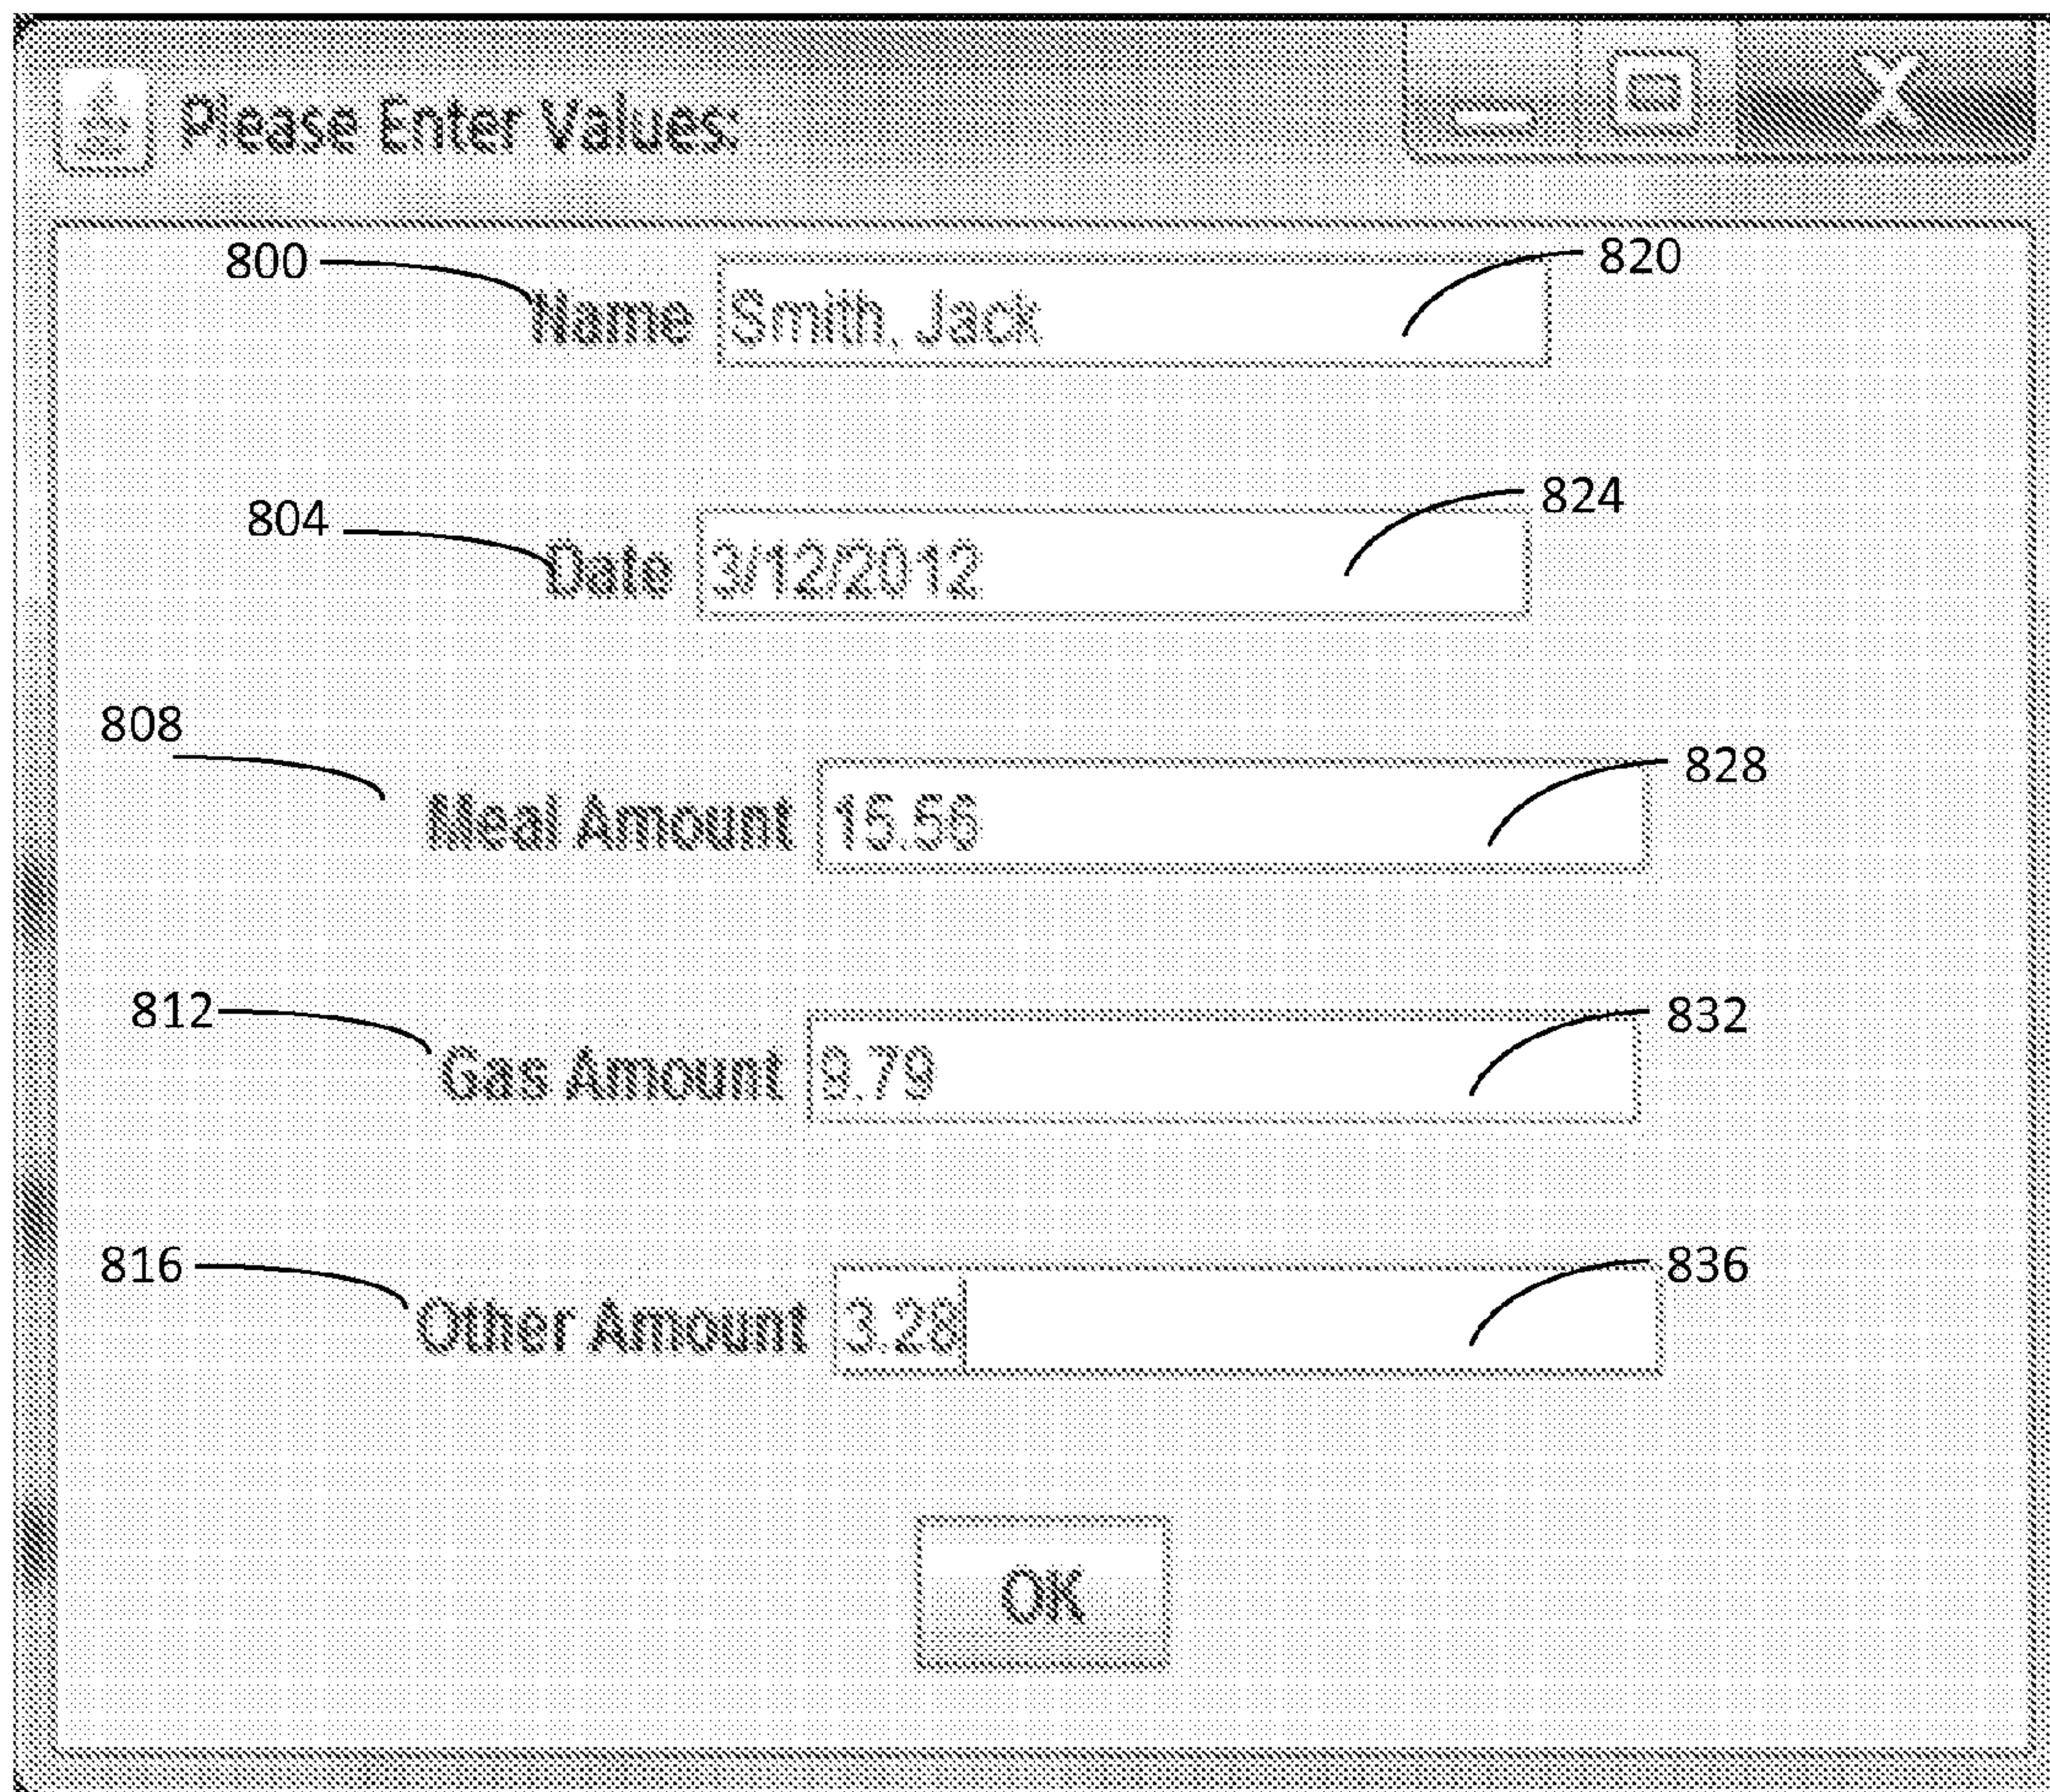 Please Enter Values:
800 Name Smith, Jack 820
804 Date 3/12/2012 824
808 Meal Amount 15.56 828
812 Gas Amount 9.79 832
816 Other Amount 3.28 836
OK